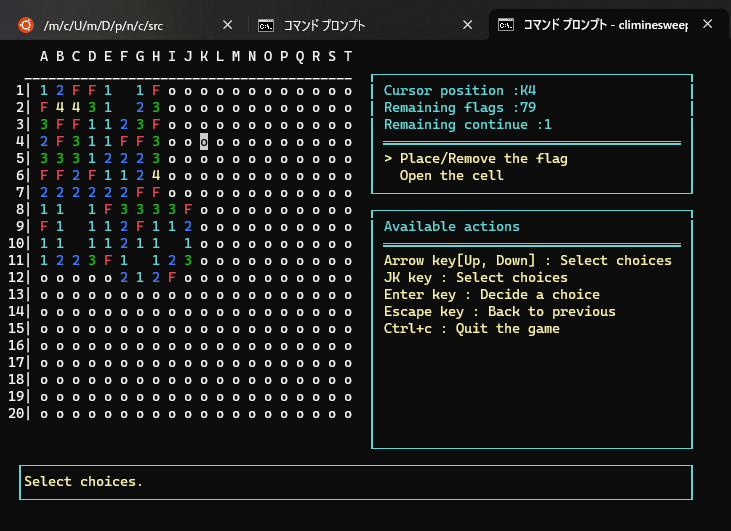 /m/c/U/m/D/p/n/c/src
コマンド プロンプト
コマンド プロンプト - climinesweep
A B C D E F G H I J K L M N O P Q R S T
1| 1 2 F F 1   1 F o o o o o o o o o o o o
2| F 4 4 3 1   2 3 o o o o o o o o o o o o
3| 3 F F 1 1 2 3 F o o o o o o o o o o o o
4| 2 F 3 1 1 F F 3 o o o o o o o o o o o o
5| 3 3 3 1 2 2 2 3 o o o o o o o o o o o o
6| F F 2 F 1 1 2 4 o o o o o o o o o o o o
7| 2 2 2 2 2 2 F F o o o o o o o o o o o o
8| 1 1   1 F 3 3 3 3 F o o o o o o o o o o
9| F 1   1 1 2 F 1 1 2 o o o o o o o o o o
10| 1 1   1 1 2 1 1   1 o o o o o o o o o o
11| 1 2 2 3 F 1   1 2 3 o o o o o o o o o o
12| o o o o o 2 1 2 F o o o o o o o o o o o
13| o o o o o o o o o o o o o o o o o o o o
14| o o o o o o o o o o o o o o o o o o o o
15| o o o o o o o o o o o o o o o o o o o o
16| o o o o o o o o o o o o o o o o o o o o
17| o o o o o o o o o o o o o o o o o o o o
18| o o o o o o o o o o o o o o o o o o o o
19| o o o o o o o o o o o o o o o o o o o o
20| o o o o o o o o o o o o o o o o o o o o
Cursor position :K4
Remaining flags :79
Remaining continue :1
> Place/Remove the flag
Open the cell
Available actions
Arrow key[Up, Down] : Select choices
JK key : Select choices
Enter key : Decide a choice
Escape key : Back to previous
Ctrl+c : Quit the game
Select choices.